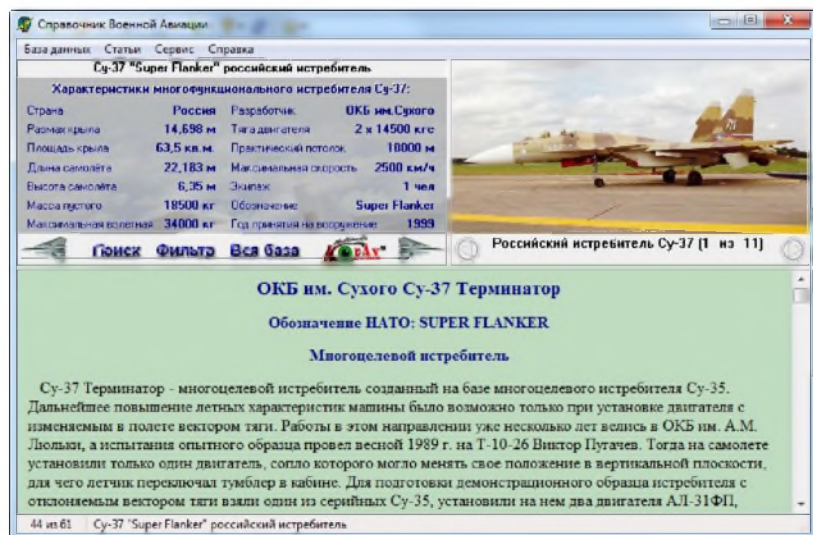 Справочник Военной Авиации
База данных Статьи Сервис Справка
Су-37 "Super Flanker" российский истребитель
Характеристики многофункционального истребителя Су-37:
Страна Россия Разработчик ОКБ им.Сухого
Размах крыла 14,698 м Тяга двигателя 2 x 14500 кгс
Площадь крыла 63,5 кв.м. Практический потолок 18000 м
Длина самолёта 22,183 м Максимальная скорость 2500 км/ч
Высота самолёта 6,35 м Экипаж 1 чел
Масса пустого 18500 кг Обозначение Super Flanker
Максимальная взлетная 34000 кг Год принятия на вооружение 1999
Поиск Фильтр Вся база
Российский истребитель Су-37 (1 из 11)
ОКБ им. Сухого Су-37 Терминатор
Обозначение НАТО: SUPER FLANKER
Многоцелевой истребитель
Су-37 Терминатор - многоцелевой истребитель созданный на базе многоцелевого истребителя Су-35.
Дальнейшее повышение летных характеристик машины было возможно только при установке двигателя с
изменяемым в полете вектором тяги. Работы в этом направлении уже несколько лет велись в ОКБ им. А.М.
Люльки, а испытания опытного образца провел весной 1989 г. на Т-10-26 Виктор Пугачев. Тогда на самолете
установили только один двигатель, сопло которого могло менять свое положение в вертикальной плоскости,
для чего летчик переключал тумблер в кабине. Для подготовки демонстрационного образца истребителя с
отклоняемым вектором тяги взяли один из серийных Су-35, установили на нем два двигателя АЛ-31ФП,
44 из 61 Су-37 "Super Flanker" российский истребитель